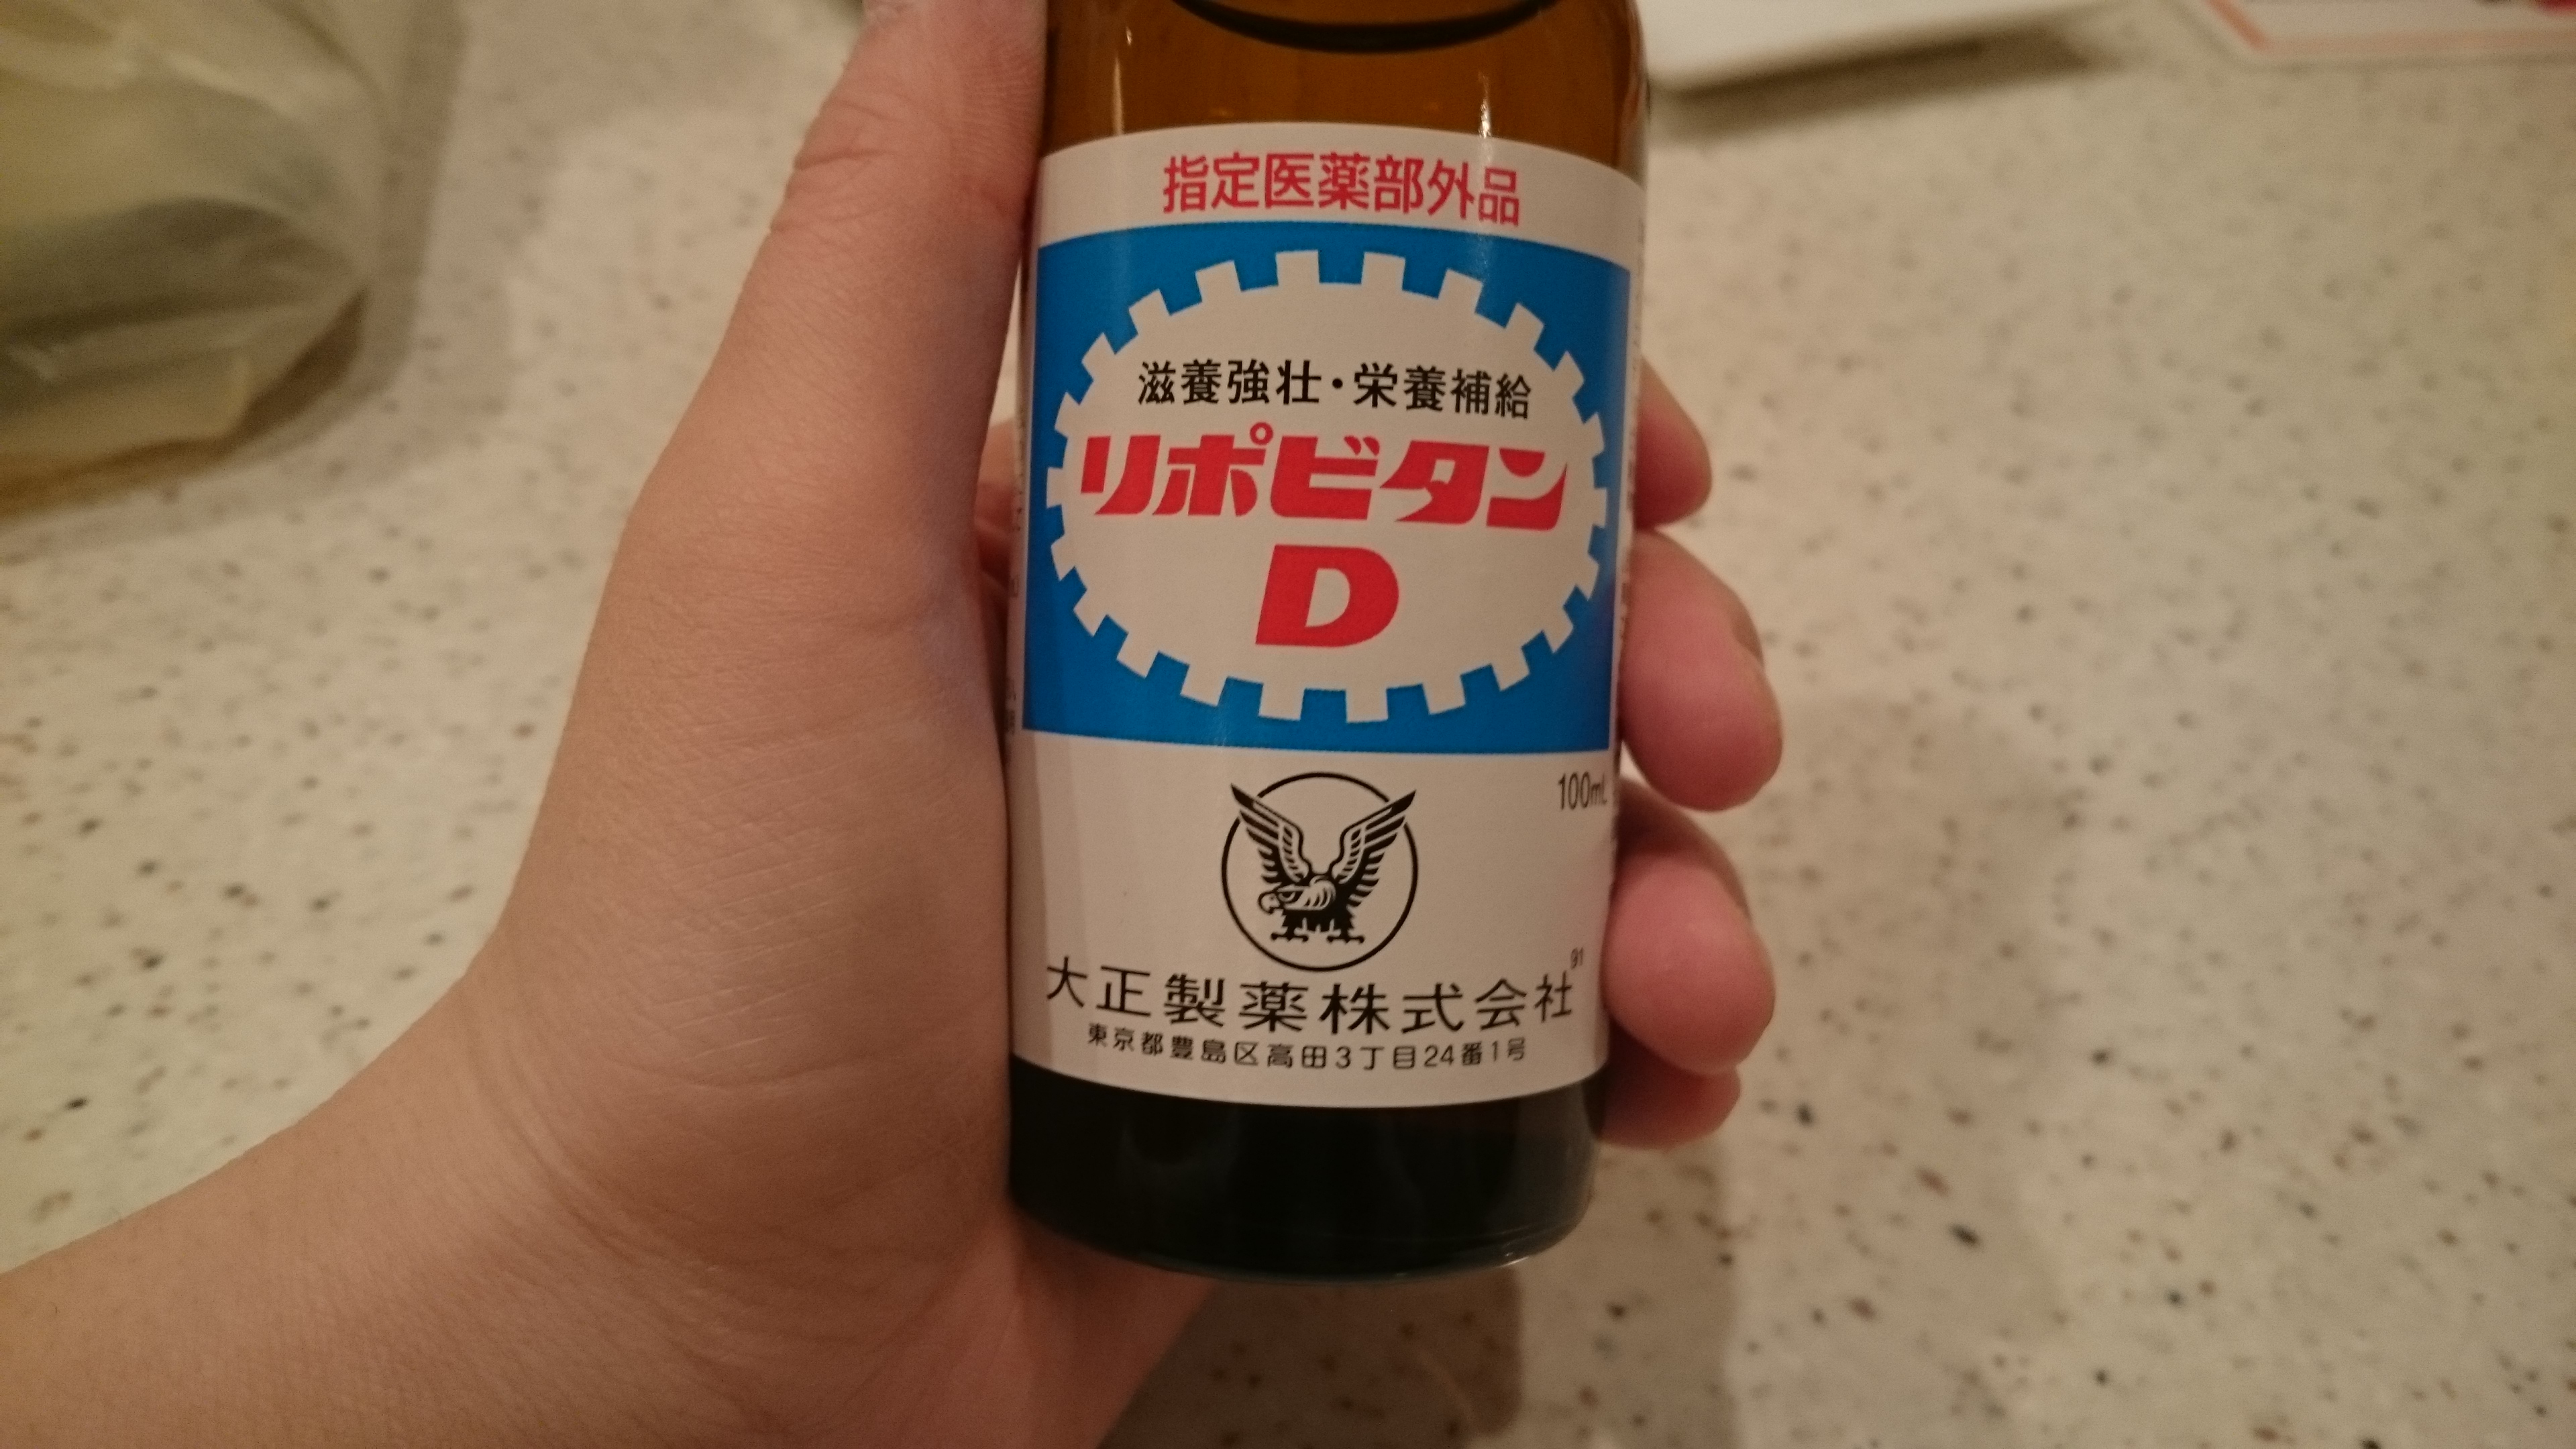 指定医薬部外品
滋養強壮・栄養補給
リポビタン
D
100mL
91
大正製薬株式会社
東京都豊島区高田3丁目24番1号